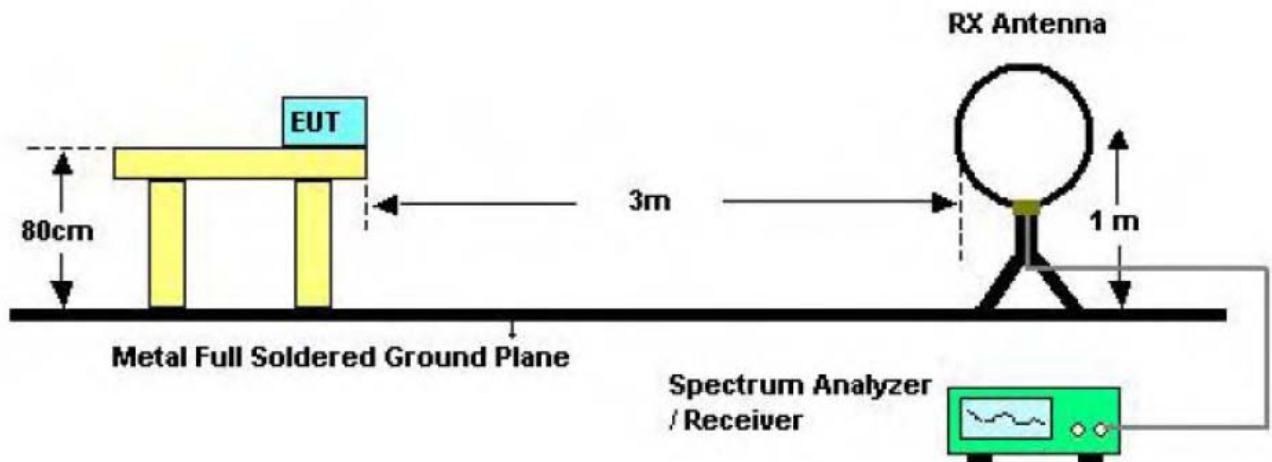 RX Antenna
EUT
80cm
3m
1 m
Metal Full Soldered Ground Plane
Spectrum Analyzer
/ Receiver